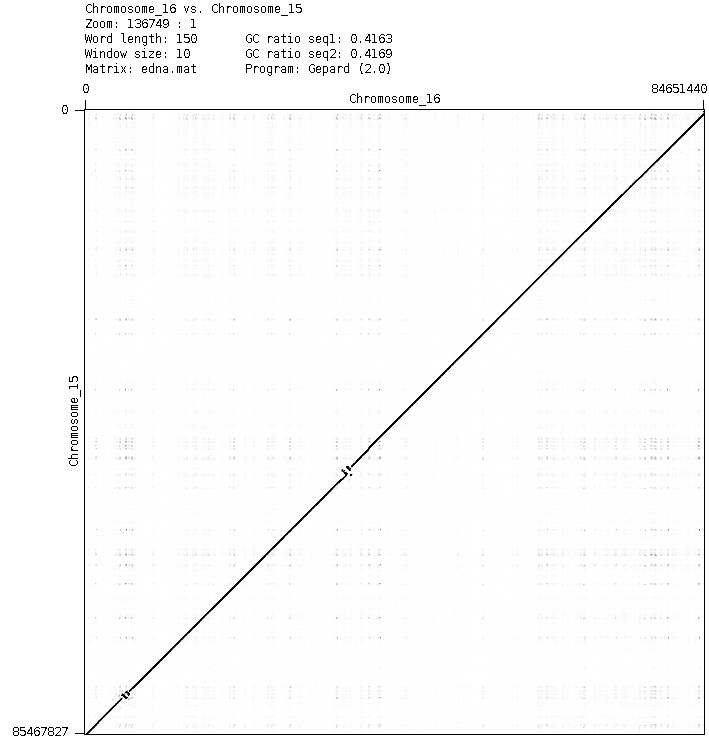 Chromosome_16 vs. Chromosome_15
Zoom: 136749 : 1
Word length: 150 GC ratio seq1: 0.4163
Window size: 10 GC ratio seq2: 0.4169
Matrix: edna.mat Program: Gepard (2.0)
0 84651440
Chromosome_16
0
Chromosome_15
85467827